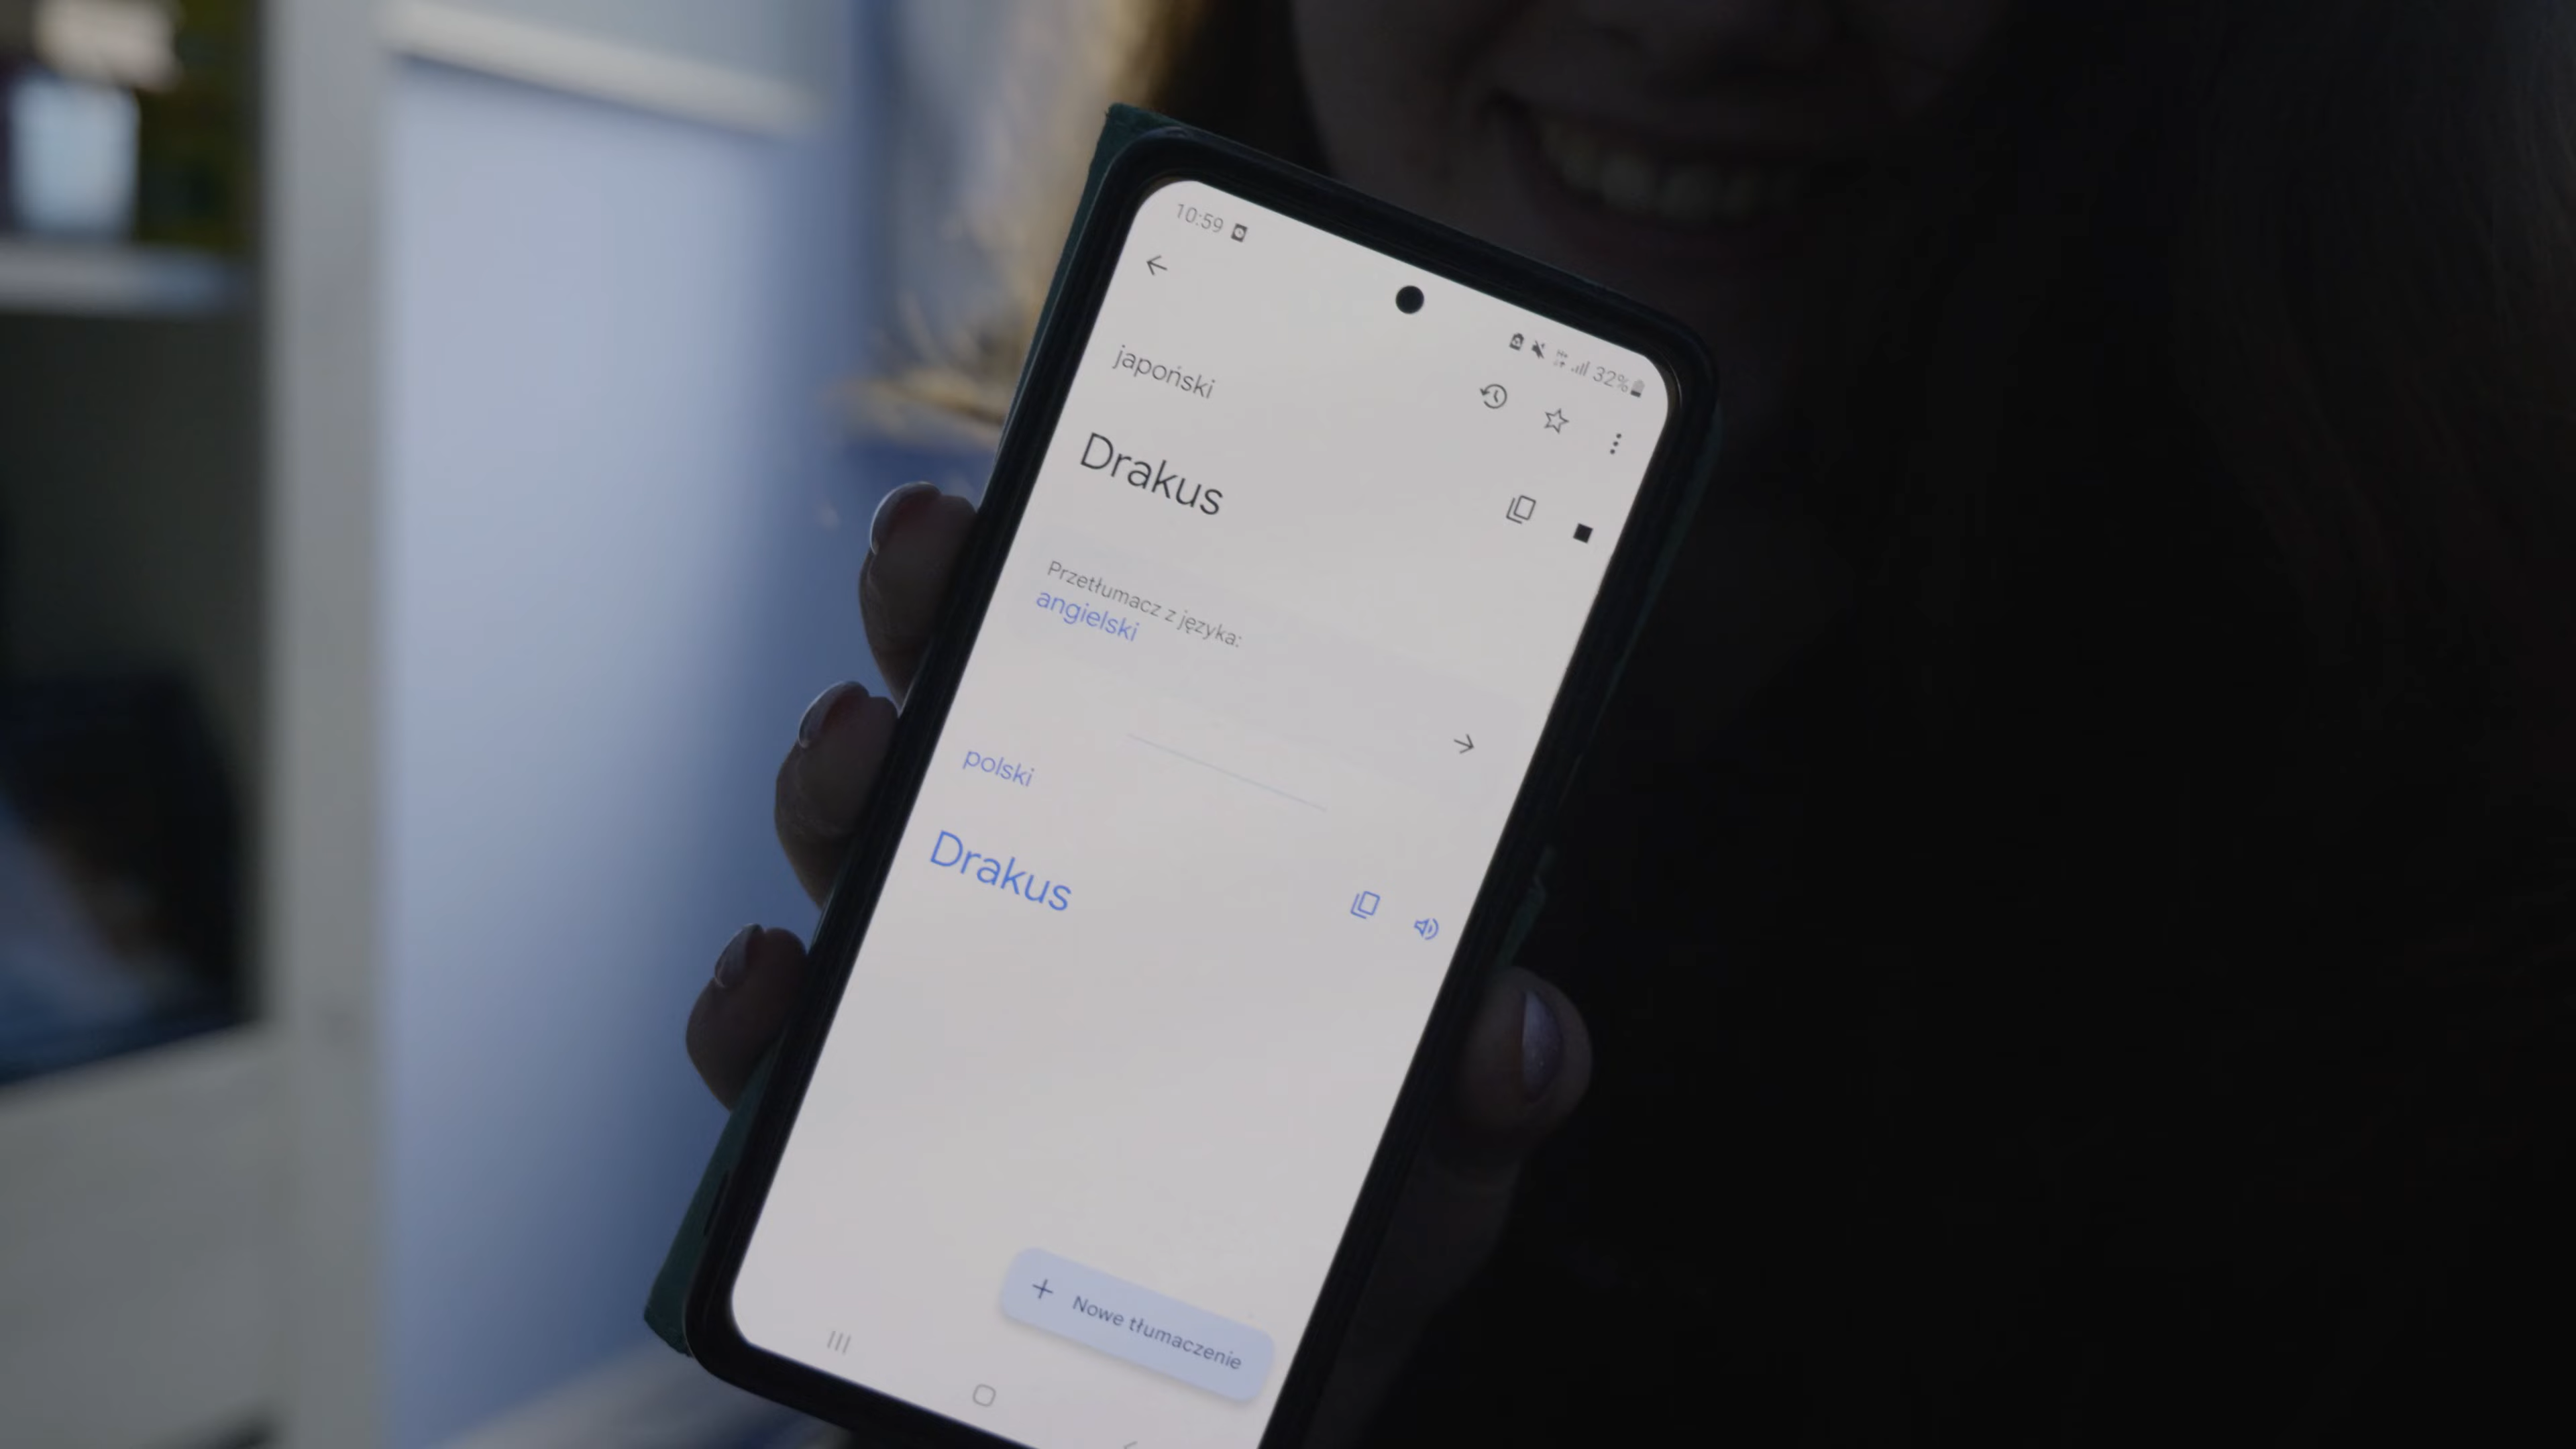 10:59
32%
japoński
Drakus
Przetłumacz z języka:
angielski
polski
Drakus
+ Nowe tłumaczenie